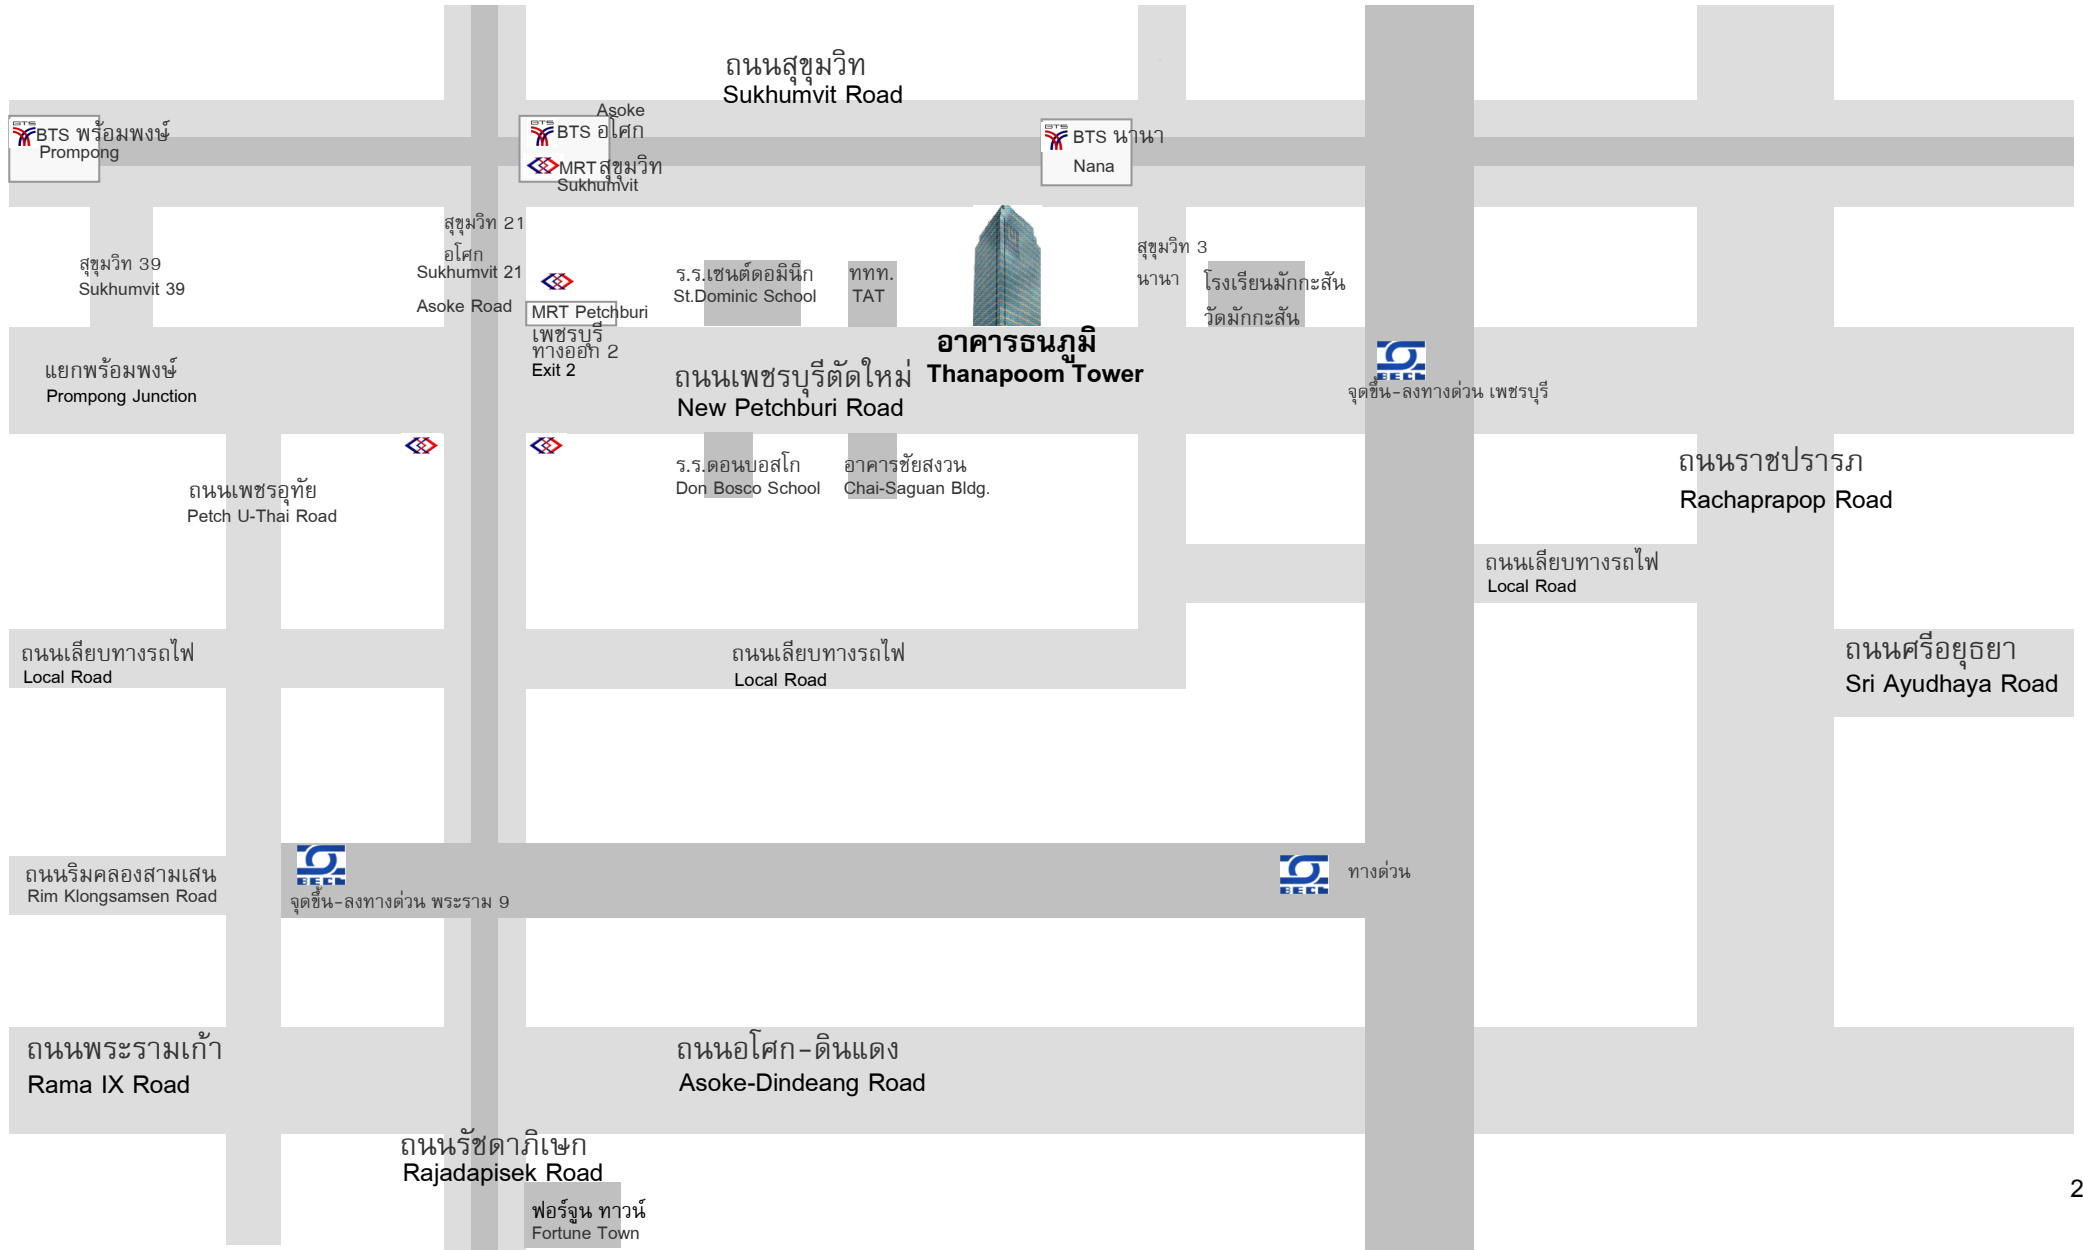 ถนนสุขุมวิท
Sukhumvit Road
BTS
BTS พร้อมพงษ์
Prompong
Asoke
BTS
BTS อโศก
MRT สุขุมวิท
Sukhumvit
BTS
BTS นานา
Nana
สุขุมวิท 39
Sukhumvit 39
สุขุมวิท 21
อโศก
Sukhumvit 21
Asoke Road
MRT Petchburi
เพชรบุรี
ทางออก 2
Exit 2
ร.ร.เซนต์ดอมินิก
St.Dominic School
ททท.
TAT
สุขุมวิท 3
นานา
โรงเรียนมักกะสัน
วัดมักกะสัน
อาคารธนภูมิ
Thanapoom Tower
แยกพร้อมพงษ์
Prompong Junction
ถนนเพชรบุรีตัดใหม่
New Petchburi Road
BECL
จุดขึ้น-ลงทางด่วน เพชรบุรี
ถนนเพชรอุทัย
Petch U-Thai Road
ร.ร.ดอนบอสโก
Don Bosco School
อาคารชัยสงวน
Chai-Saguan Bldg.
ถนนราชปรารภ
Rachaprapop Road
ถนนเลียบทางรถไฟ
Local Road
ถนนเลียบทางรถไฟ
Local Road
ถนนเลียบทางรถไฟ
Local Road
ถนนศรีอยุธยา
Sri Ayudhaya Road
ถนนริมคลองสามเสน
Rim Klongsamsen Road
BECL
จุดขึ้น-ลงทางด่วน พระราม 9
BECL
ทางด่วน
ถนนพระรามเก้า
Rama IX Road
ถนนอโศก-ดินแดง
Asoke-Dindeang Road
ถนนรัชดาภิเษก
Rajadapisek Road
ฟอร์จูน ทาวน์
Fortune Town
2